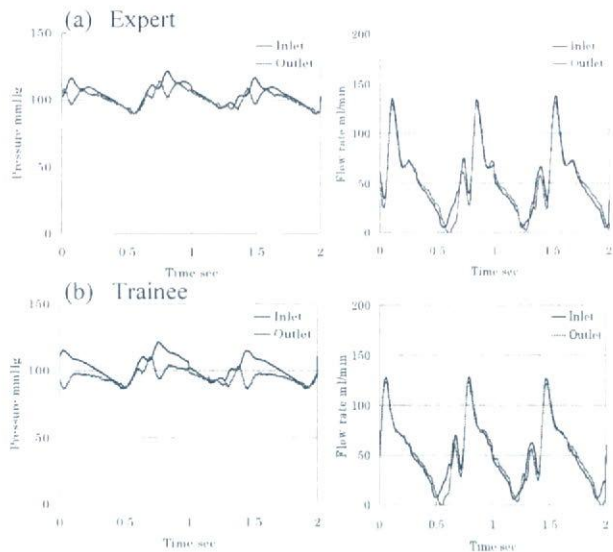 (a) Expert
150
100
50
0
Pressure mmHg
Inlet
Outlet
0
0.5
1
1.5
2
Time sec
200
150
100
50
0
Flow rate ml/min
Inlet
Outlet
0
0.5
1
1.5
2
Time sec
(b) Trainee
150
100
50
0
Pressure mmHg
Inlet
Outlet
0
0.5
1
1.5
2
Time sec
200
150
100
50
0
Flow rate ml/min
Inlet
Outlet
0
0.5
1
1.5
2
Time sec